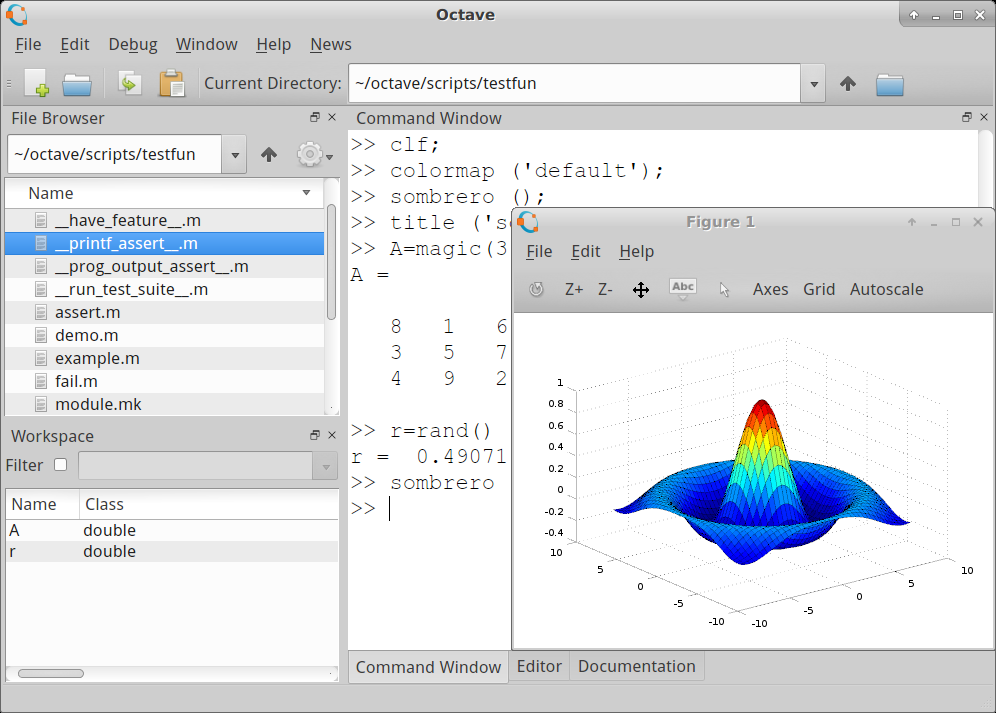 Octave
File Edit Debug Window Help News
Current Directory: ~/octave/scripts/testfun
File Browser
~/octave/scripts/testfun
Name
__have_feature__.m
__printf_assert__.m
__prog_output_assert__.m
__run_test_suite__.m
assert.m
demo.m
example.m
fail.m
module.mk
Workspace
Filter
Name Class
A double
r double
Command Window
>> clf;
>> colormap ('default');
>> sombrero ();
>> title ('s
>> A=magic(3
A =
8 1 6
3 5 7
4 9 2
>> r=rand()
r = 0.49071
>> sombrero
>>
Figure 1
File Edit Help
Z+ Z- Abc Axes Grid Autoscale
1
0.8
0.6
0.4
0.2
0
-0.2
-0.4
10
5
0
-5
-10
-10
-5
0
5
10
Command Window Editor Documentation